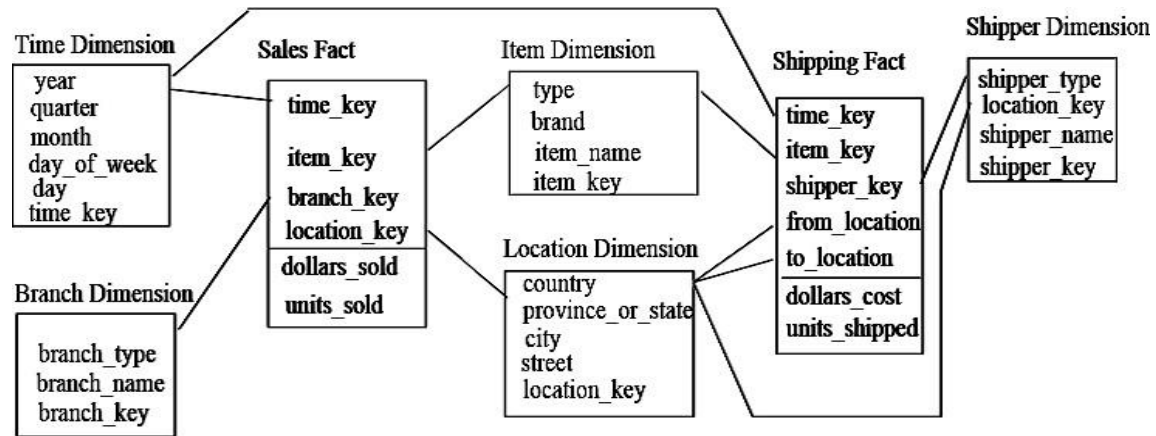 Time Dimension
year
quarter
month
day_of_week
day
time_key
Sales Fact
time_key
item_key
branch_key
location_key
dollars_sold
units_sold
Branch Dimension
branch_type
branch_name
branch_key
Item Dimension
type
brand
item_name
item_key
Location Dimension
country
province_or_state
city
street
location_key
Shipping Fact
time_key
item_key
shipper_key
from_location
to_location
dollars_cost
units_shipped
Shipper Dimension
shipper_type
location_key
shipper_name
shipper_key